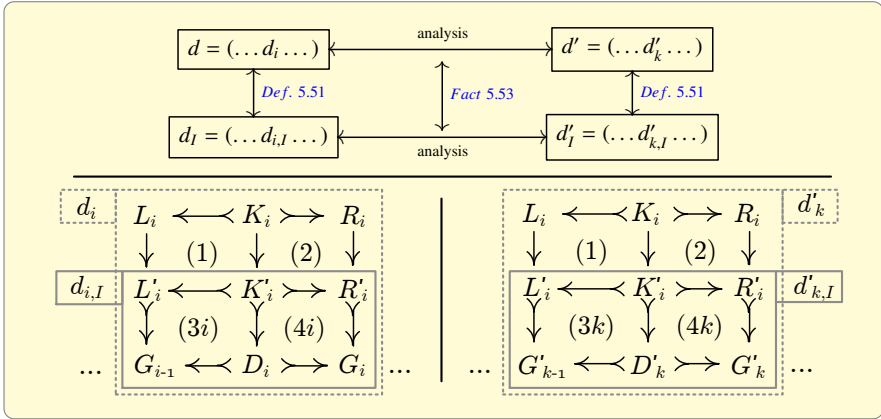 analysis
d = (… d_i …) d′ = (… d′_k …)
Def. 5.51 Fact 5.53 Def. 5.51
d_I = (… d_{i,I} …) d′_I = (… d′_{k,I} …)
analysis
d_i L_i K_i R_i L_i K_i R_i d'_k
(1) (2) (1) (2)
d_{i,I} L'_i K'_i R'_i L'_i K'_i R'_i d'_{k,I}
(3i) (4i) (3k) (4k)
... G_{i-1} D_i G_i ... ... G'_{k-1} D'_k G'_k ...